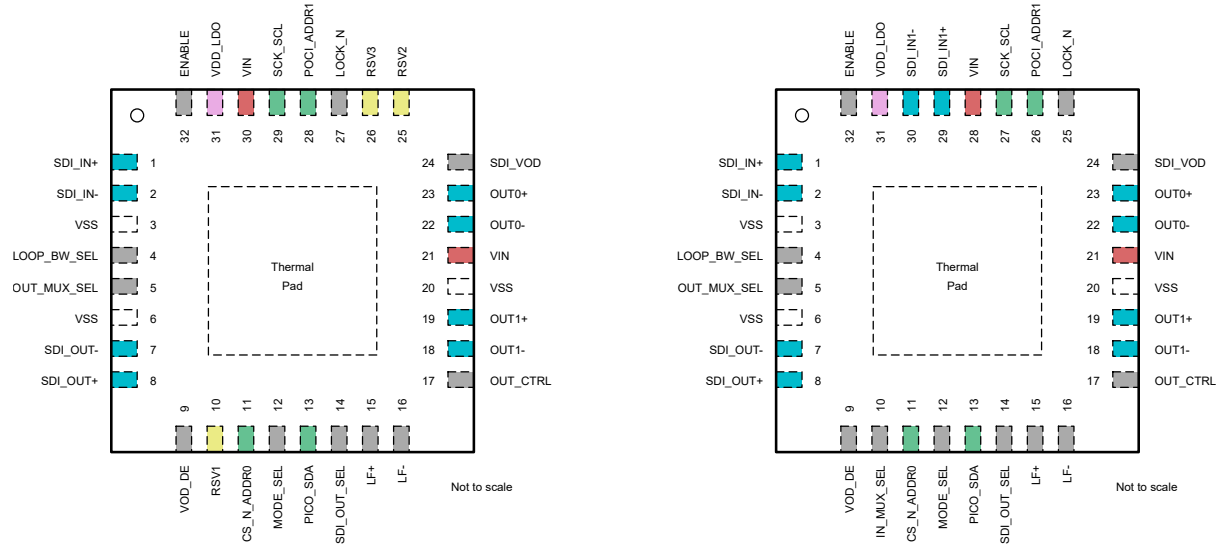 ENABLE
VDD_LDO
VIN
SCK_SCL
POCI_ADDR1
LOCK_N
RSV3
RSV2
32
31
30
29
28
27
26
25
SDI_IN+ 1
SDI_IN- 2
VSS 3
LOOP_BW_SEL 4
OUT_MUX_SEL 5
VSS 6
SDI_OUT- 7
SDI_OUT+ 8
Thermal
Pad
24 SDI_VOD
23 OUT0+
22 OUT0-
21 VIN
20 VSS
19 OUT1+
18 OUT1-
17 OUT_CTRL
9
10
11
12
13
14
15
16
VOD_DE
RSV1
CS_N_ADDR0
MODE_SEL
PICO_SDA
SDI_OUT_SEL
LF+
LF-
Not to scale
ENABLE
VDD_LDO
SDI_IN1-
SDI_IN1+
VIN
SCK_SCL
POCI_ADDR1
LOCK_N
32
31
30
29
28
27
26
25
SDI_IN+ 1
SDI_IN- 2
VSS 3
LOOP_BW_SEL 4
OUT_MUX_SEL 5
VSS 6
SDI_OUT- 7
SDI_OUT+ 8
Thermal
Pad
24 SDI_VOD
23 OUT0+
22 OUT0-
21 VIN
20 VSS
19 OUT1+
18 OUT1-
17 OUT_CTRL
9
10
11
12
13
14
15
16
VOD_DE
IN_MUX_SEL
CS_N_ADDR0
MODE_SEL
PICO_SDA
SDI_OUT_SEL
LF+
LF-
Not to scale